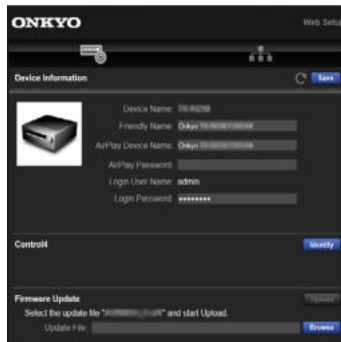 ONKYO
Web Setup
Device Information
Save
Device Name:
Friendly Name: Onkyo
AirPlay Device Name: Onkyo
AirPlay Password:
Login User Name: admin
Login Password: ••••••••
Control4
Identify
Firmware Update
Upload
Select the update file " " and start Upload.
Update File:
Browse